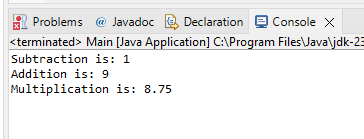 Problems @ Javadoc Declaration Console ×
<terminated> Main [Java Application] C:\Program Files\Java\jdk-23
Subtraction is: 1
Addition is: 9
Multiplication is: 8.75